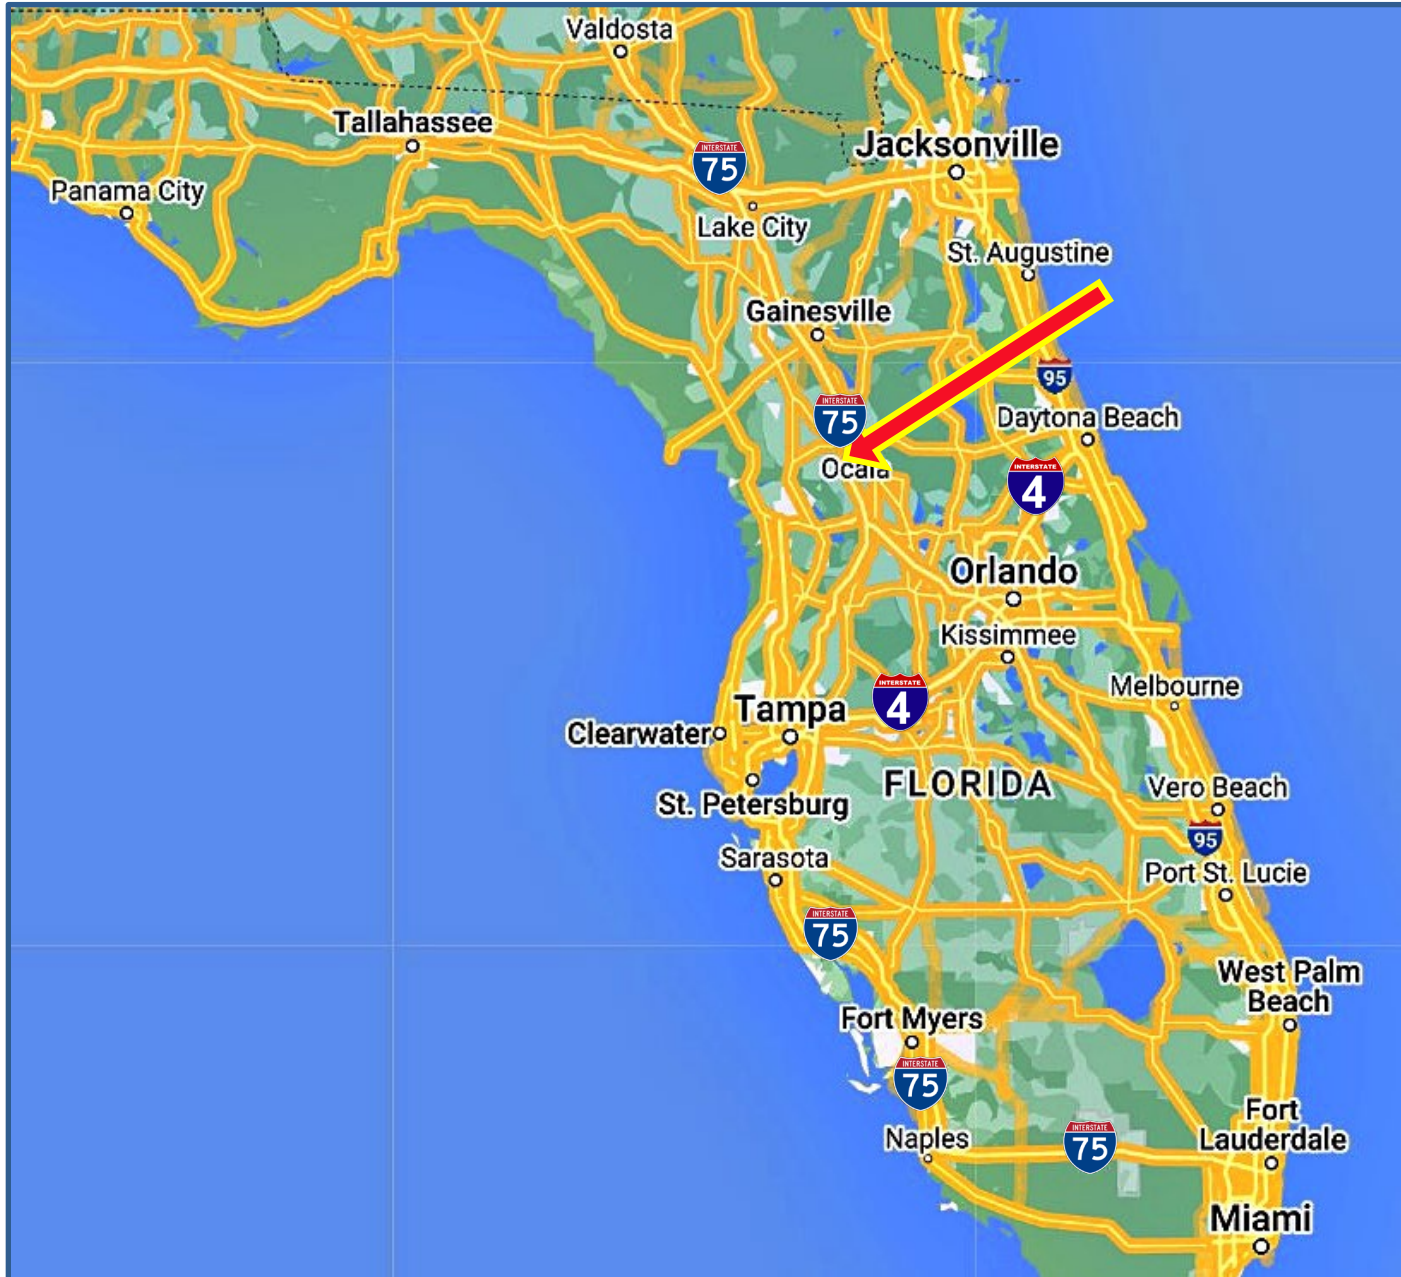 Valdosta
Tallahassee
INTERSTATE
75
Jacksonville
Panama City
Lake City
St. Augustine
Gainesville
95
INTERSTATE
75
Daytona Beach
Ocala
INTERSTATE
4
Orlando
Kissimmee
INTERSTATE
4
Melbourne
Tampa
Clearwater
FLORIDA
St. Petersburg
Vero Beach
95
Sarasota
Port St. Lucie
INTERSTATE
75
West Palm
Beach
Fort Myers
INTERSTATE
75
Fort
Lauderdale
Naples
INTERSTATE
75
Miami